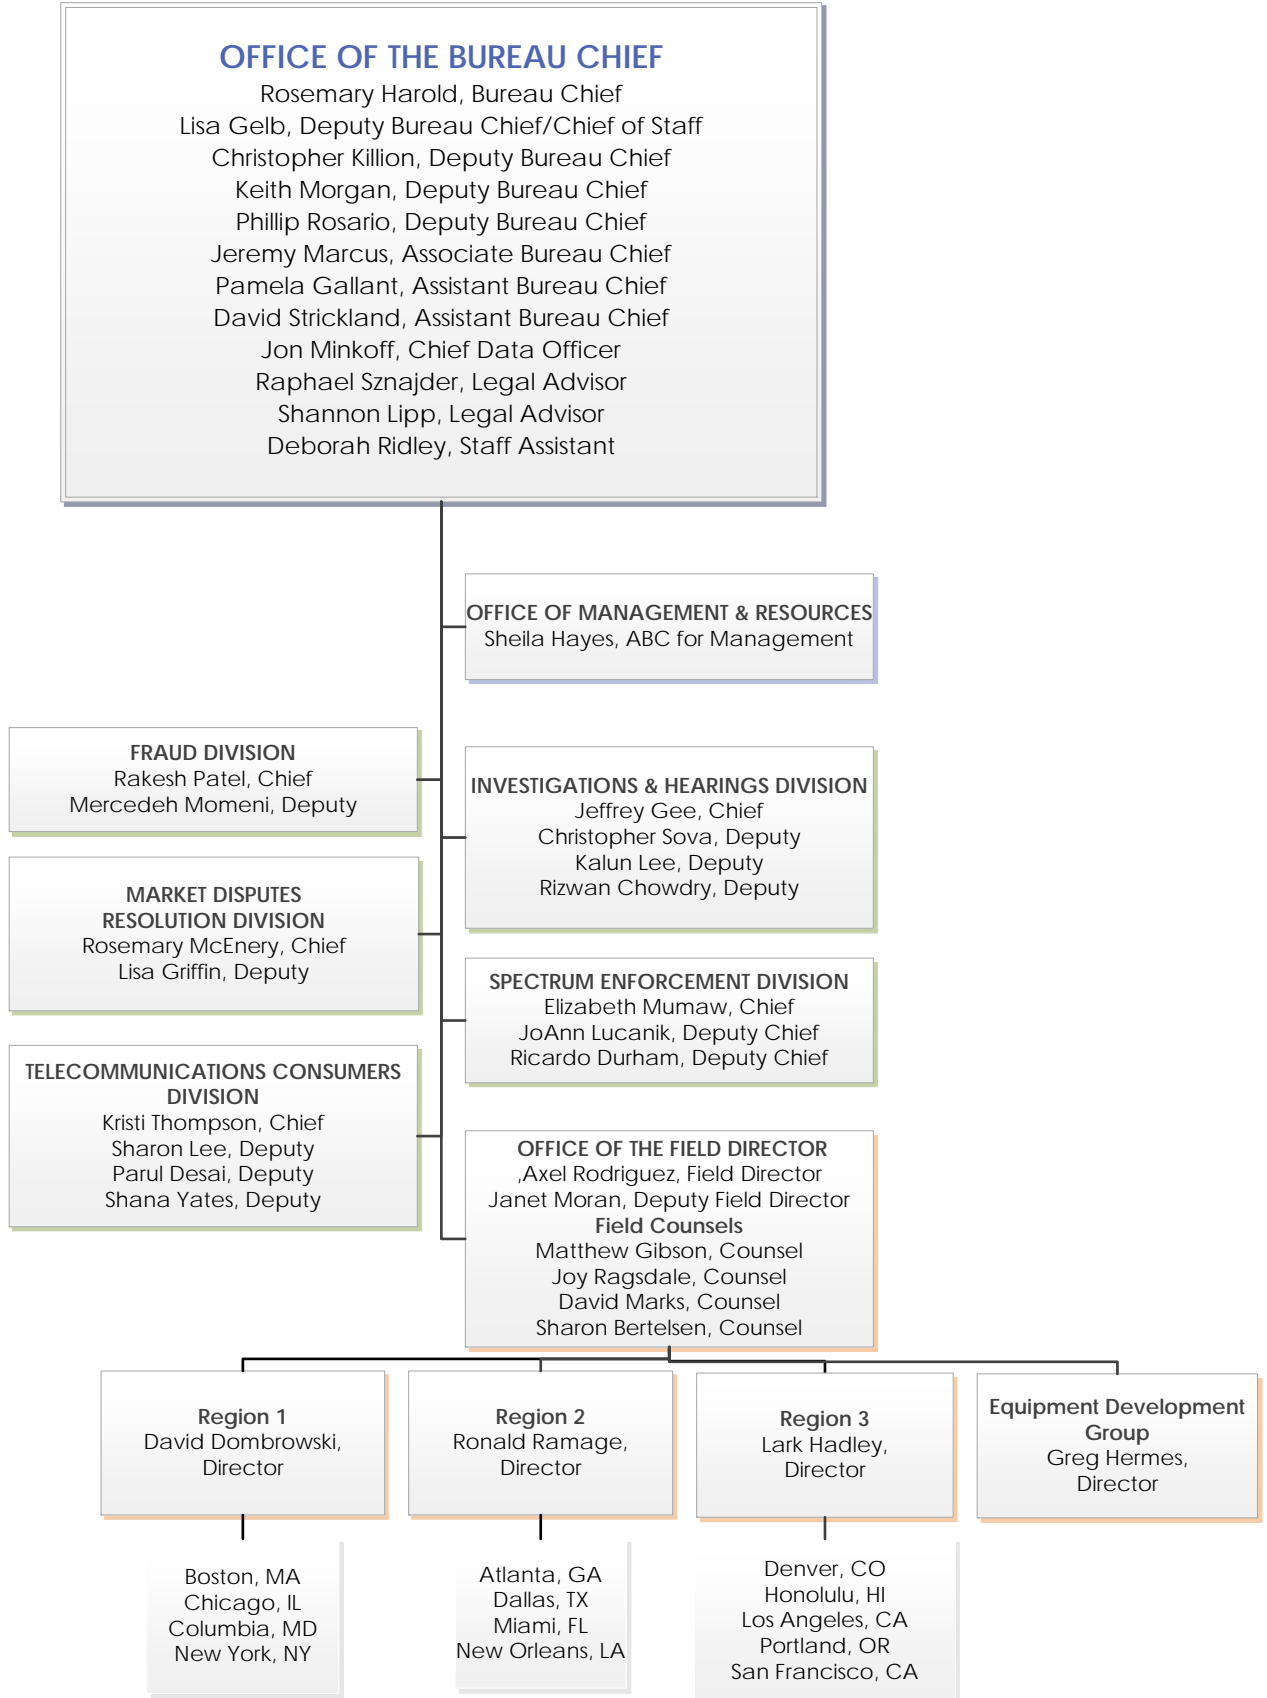 OFFICE OF THE BUREAU CHIEF
Rosemary Harold, Bureau Chief
Lisa Gelb, Deputy Bureau Chief/Chief of Staff
Christopher Killion, Deputy Bureau Chief
Keith Morgan, Deputy Bureau Chief
Phillip Rosario, Deputy Bureau Chief
Jeremy Marcus, Associate Bureau Chief
Pamela Gallant, Assistant Bureau Chief
David Strickland, Assistant Bureau Chief
Jon Minkoff, Chief Data Officer
Raphael Sznajder, Legal Advisor
Shannon Lipp, Legal Advisor
Deborah Ridley, Staff Assistant
OFFICE OF MANAGEMENT & RESOURCES
Sheila Hayes, ABC for Management
FRAUD DIVISION
Rakesh Patel, Chief
Mercedeh Momeni, Deputy
INVESTIGATIONS & HEARINGS DIVISION
Jeffrey Gee, Chief
Christopher Sova, Deputy
Kalun Lee, Deputy
Rizwan Chowdry, Deputy
MARKET DISPUTES
RESOLUTION DIVISION
Rosemary McEnery, Chief
Lisa Griffin, Deputy
SPECTRUM ENFORCEMENT DIVISION
Elizabeth Mumaw, Chief
JoAnn Lucanik, Deputy Chief
Ricardo Durham, Deputy Chief
TELECOMMUNICATIONS CONSUMERS
DIVISION
Kristi Thompson, Chief
Sharon Lee, Deputy
Parul Desai, Deputy
Shana Yates, Deputy
OFFICE OF THE FIELD DIRECTOR
,Axel Rodriguez, Field Director
Janet Moran, Deputy Field Director
Field Counsels
Matthew Gibson, Counsel
Joy Ragsdale, Counsel
David Marks, Counsel
Sharon Bertelsen, Counsel
Region 1
David Dombrowski,
Director
Region 2
Ronald Ramage,
Director
Region 3
Lark Hadley,
Director
Equipment Development
Group
Greg Hermes,
Director
Boston, MA
Chicago, IL
Columbia, MD
New York, NY
Atlanta, GA
Dallas, TX
Miami, FL
New Orleans, LA
Denver, CO
Honolulu, HI
Los Angeles, CA
Portland, OR
San Francisco, CA